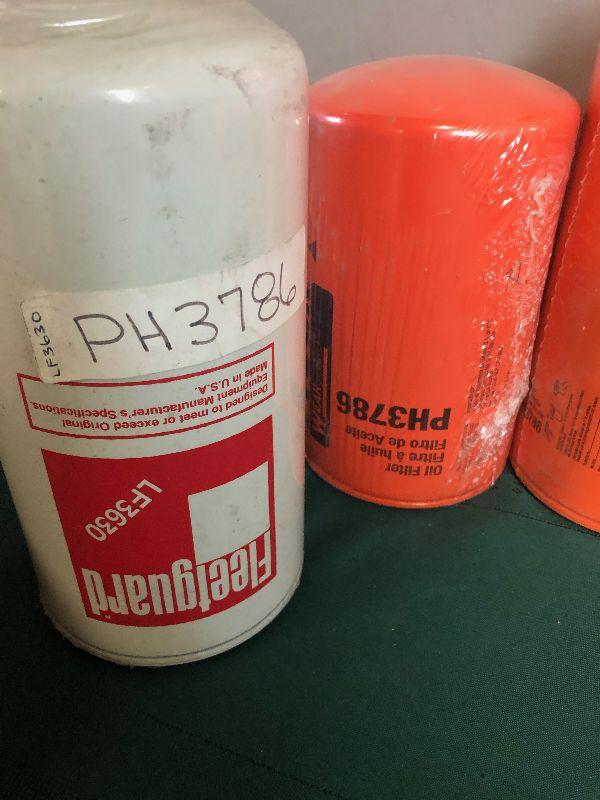 LF3630
PH3786
Designed to meet or exceed Original
Equipment Manufacturer's Specifications.
Made in U.S.A.
LF3630
Fleetguard
PH3786
Oil Filter
Filtre à huile
Filtro de Aceite